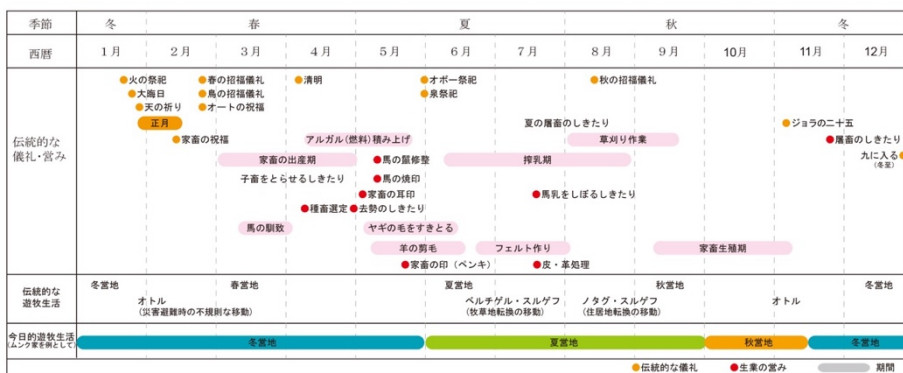 季節 冬 春 夏 秋 冬
西暦 1月 2月 3月 4月 5月 6月 7月 8月 9月 10月 11月 12月
伝統的な
儀礼・営み
火の祭祀 春の招福儀礼 清明 オボー祭祀 秋の招福儀礼
大晦日 鳥の招福儀礼 泉祭祀
天の祈り オートの祝福
正月 夏の屠畜のしきたり ジョラの二十五
家畜の祝福 アルガル(燃料)積み上げ 草刈り作業 屠畜のしきたり
家畜の出産期 馬の鬣修整 搾乳期 九に入る
(冬至)
子畜をとらせるしきたり 馬の焼印
家畜の耳印 馬乳をしぼるしきたり
種畜選定 去勢のしきたり
馬の馴致 ヤギの毛をすきとる
羊の剪毛 フェルト作り 家畜生殖期
家畜の印(ペンキ) 皮・革処理
伝統的な
遊牧生活
冬営地 春営地 夏営地 秋営地 冬営地
オトル ベルチゲル・スルゲフ ノタグ・スルゲフ オトル
(災害避難時の不規則な移動) (牧草地転換の移動) (住居地転換の移動)
今日的遊牧生活
(ムンク家を例として)
冬営地 夏営地 秋営地 冬営地
伝統的な儀礼 生業の営み 期間